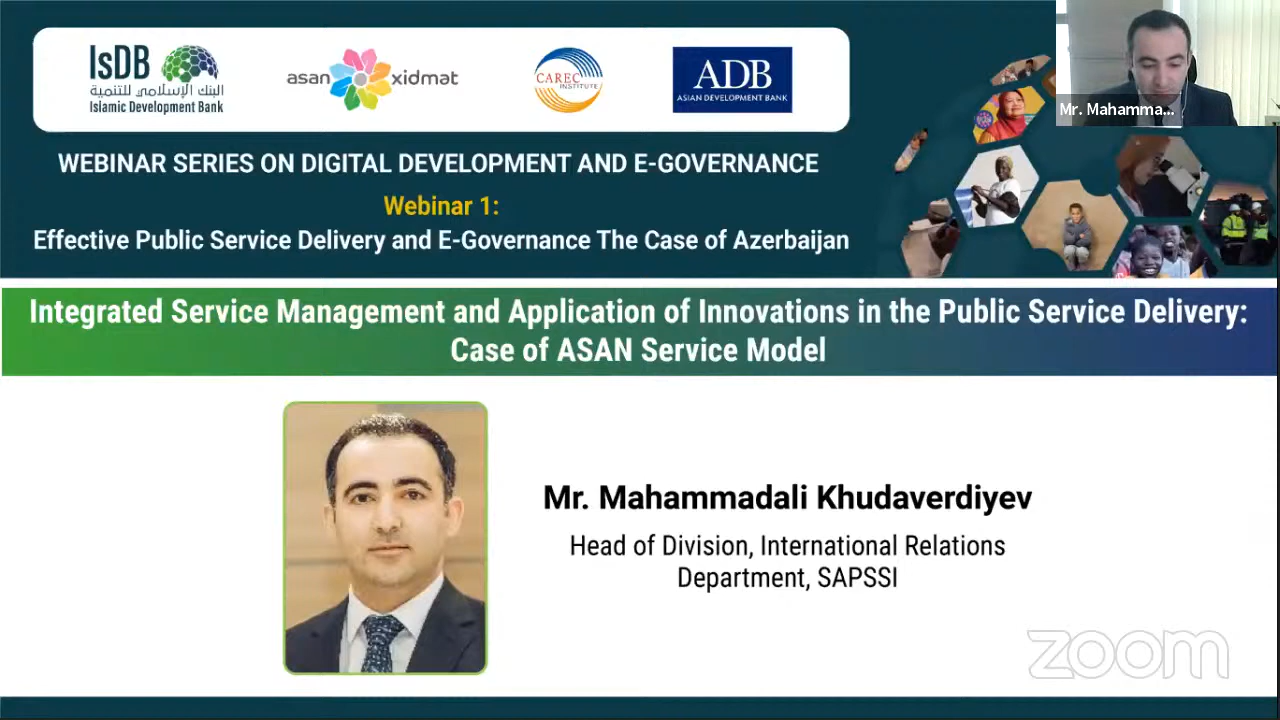 IsDB
البنك الإسلامي للتنمية
Islamic Development Bank
asan xidmat
CAREC
INSTITUTE
ADB
ASIAN DEVELOPMENT BANK
Mr. Mahamma...
WEBINAR SERIES ON DIGITAL DEVELOPMENT AND E-GOVERNANCE
Webinar 1:
Effective Public Service Delivery and E-Governance The Case of Azerbaijan
Integrated Service Management and Application of Innovations in the Public Service Delivery:
Case of ASAN Service Model
Mr. Mahammadali Khudaverdiyev
Head of Division, International Relations
Department, SAPSSI
zoom